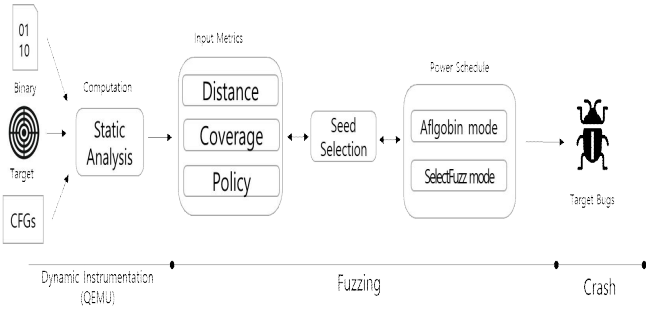 01
10
Binary
Target
CFGs
Computation
Static
Analysis
Input Metrics
Distance
Coverage
Policy
Seed
Selection
Power Schedule
Aflgobin mode
SelectFuzz mode
Target Bugs
Dynamic Instrumentation
(QEMU)
Fuzzing
Crash